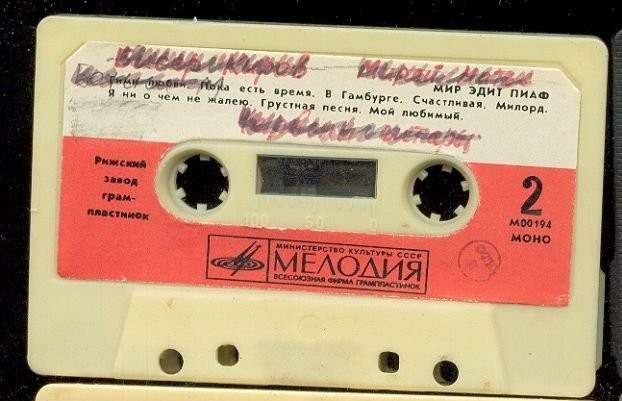 МИР ЭДИТ ПИАФ
Гимн любви. Пока есть время. В Гамбурге. Счастливая. Милорд.
Я ни о чем не жалею. Грустная песня. Мой любимый.
Рижский
завод
грам-
пластинок
2
М00194
МОНО
100 50 0
МИНИСТЕРСТВО КУЛЬТУРЫ СССР
МЕЛОДИЯ
ВСЕСОЮЗНАЯ ФИРМА ГРАМПЛАСТИНОК